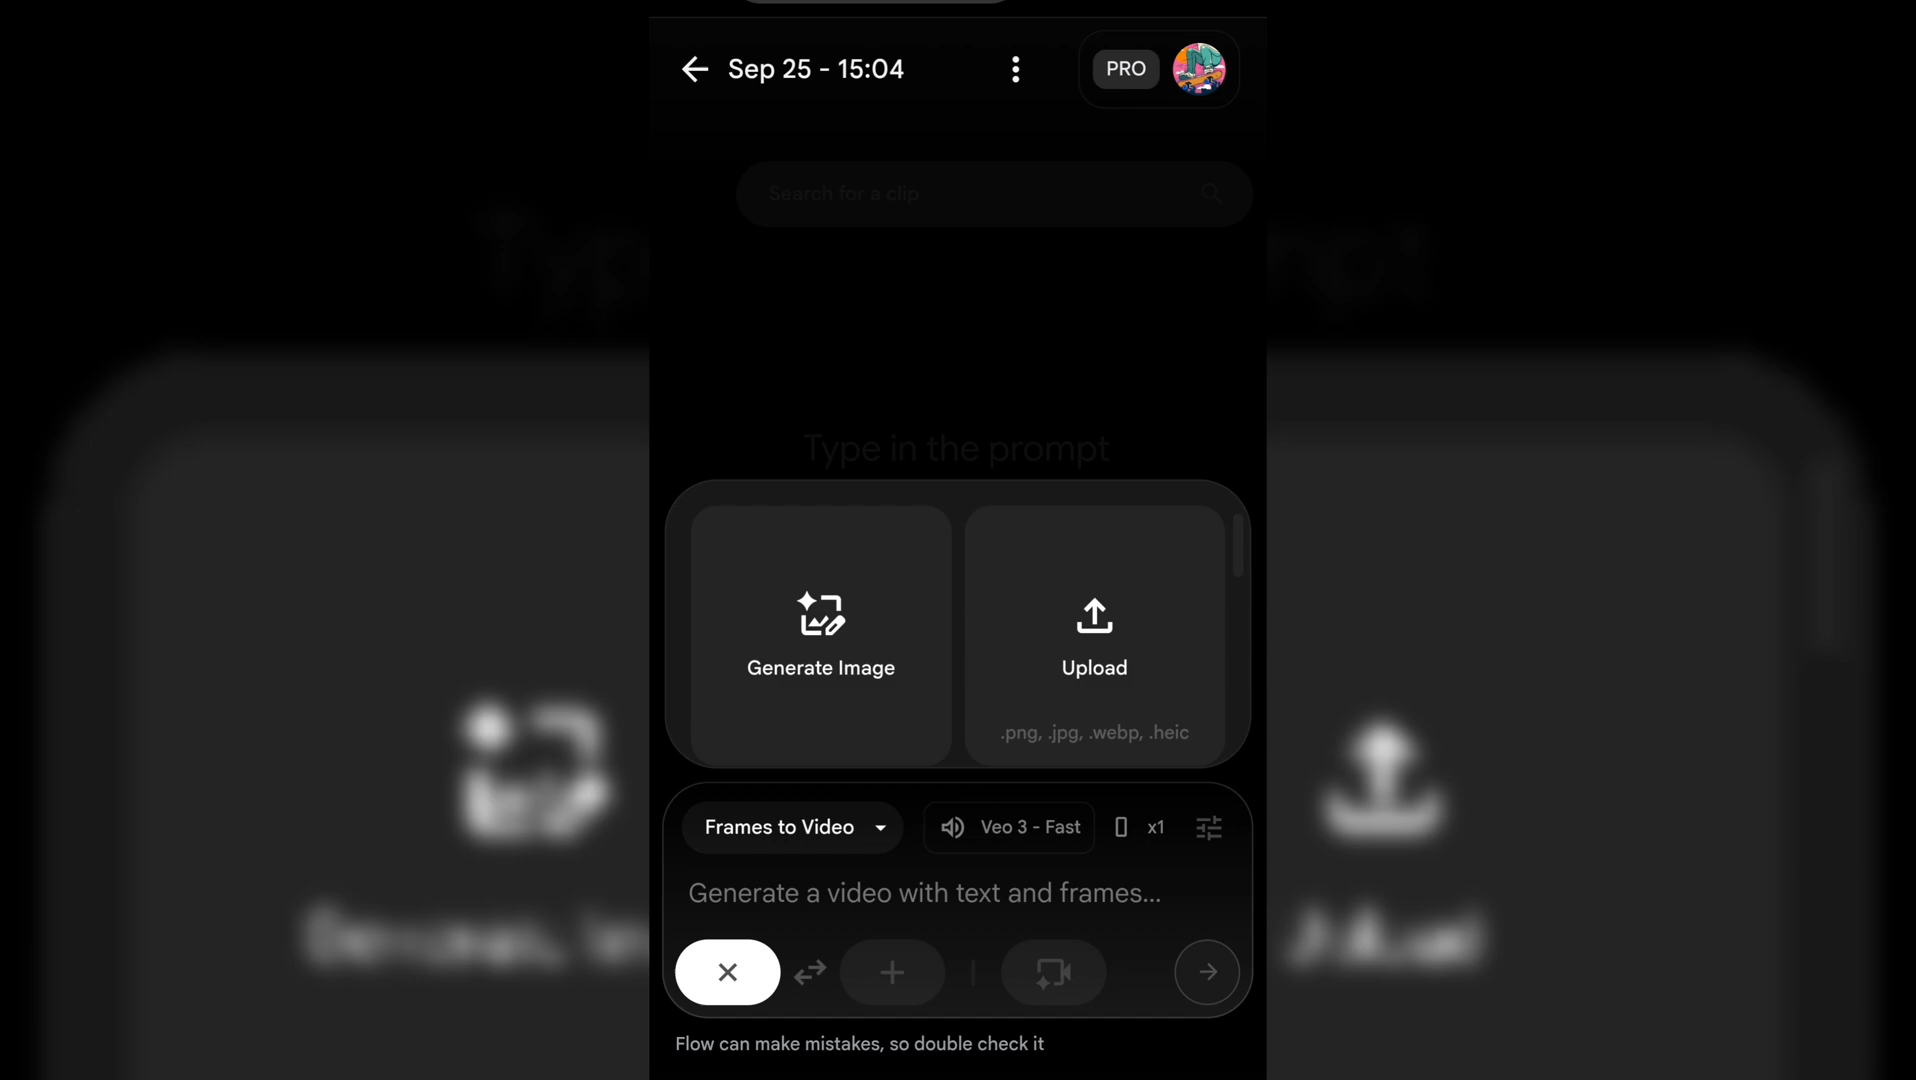 Sep 25 - 15:04
PRO
Search for a clip
Type in the prompt
Generate Image
Upload
.png, .jpg, .webp, .heic
Frames to Video
Veo 3 - Fast
x1
Generate a video with text and frames...
Flow can make mistakes, so double check it